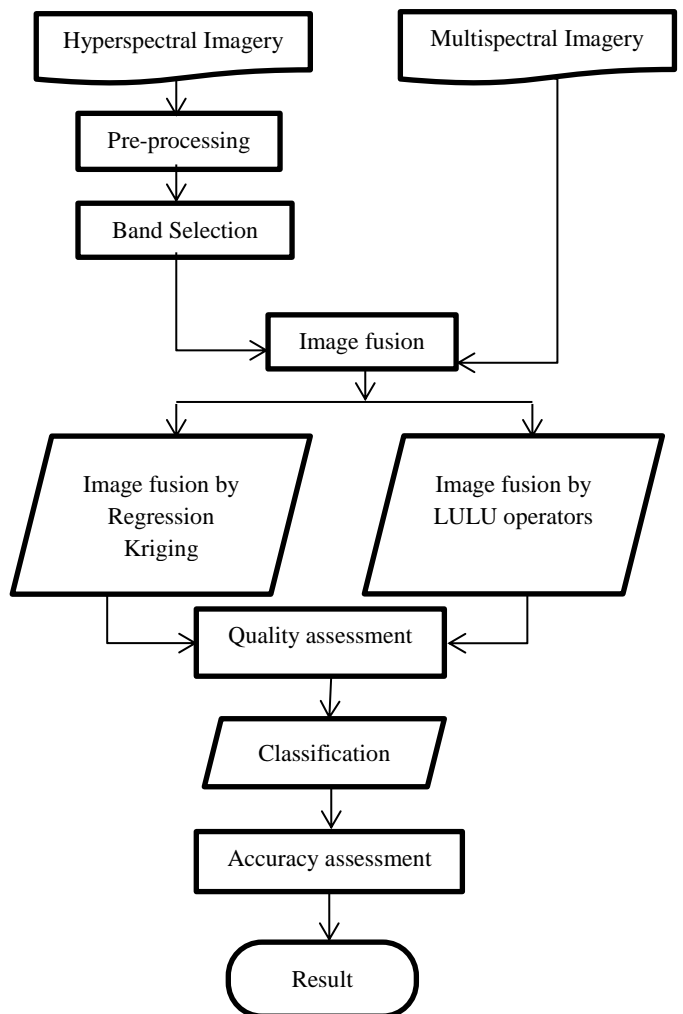 Hyperspectral Imagery
Multispectral Imagery
Pre-processing
Band Selection
Image fusion
Image fusion by
Regression
Kriging
Image fusion by
LULU operators
Quality assessment
Classification
Accuracy assessment
Result